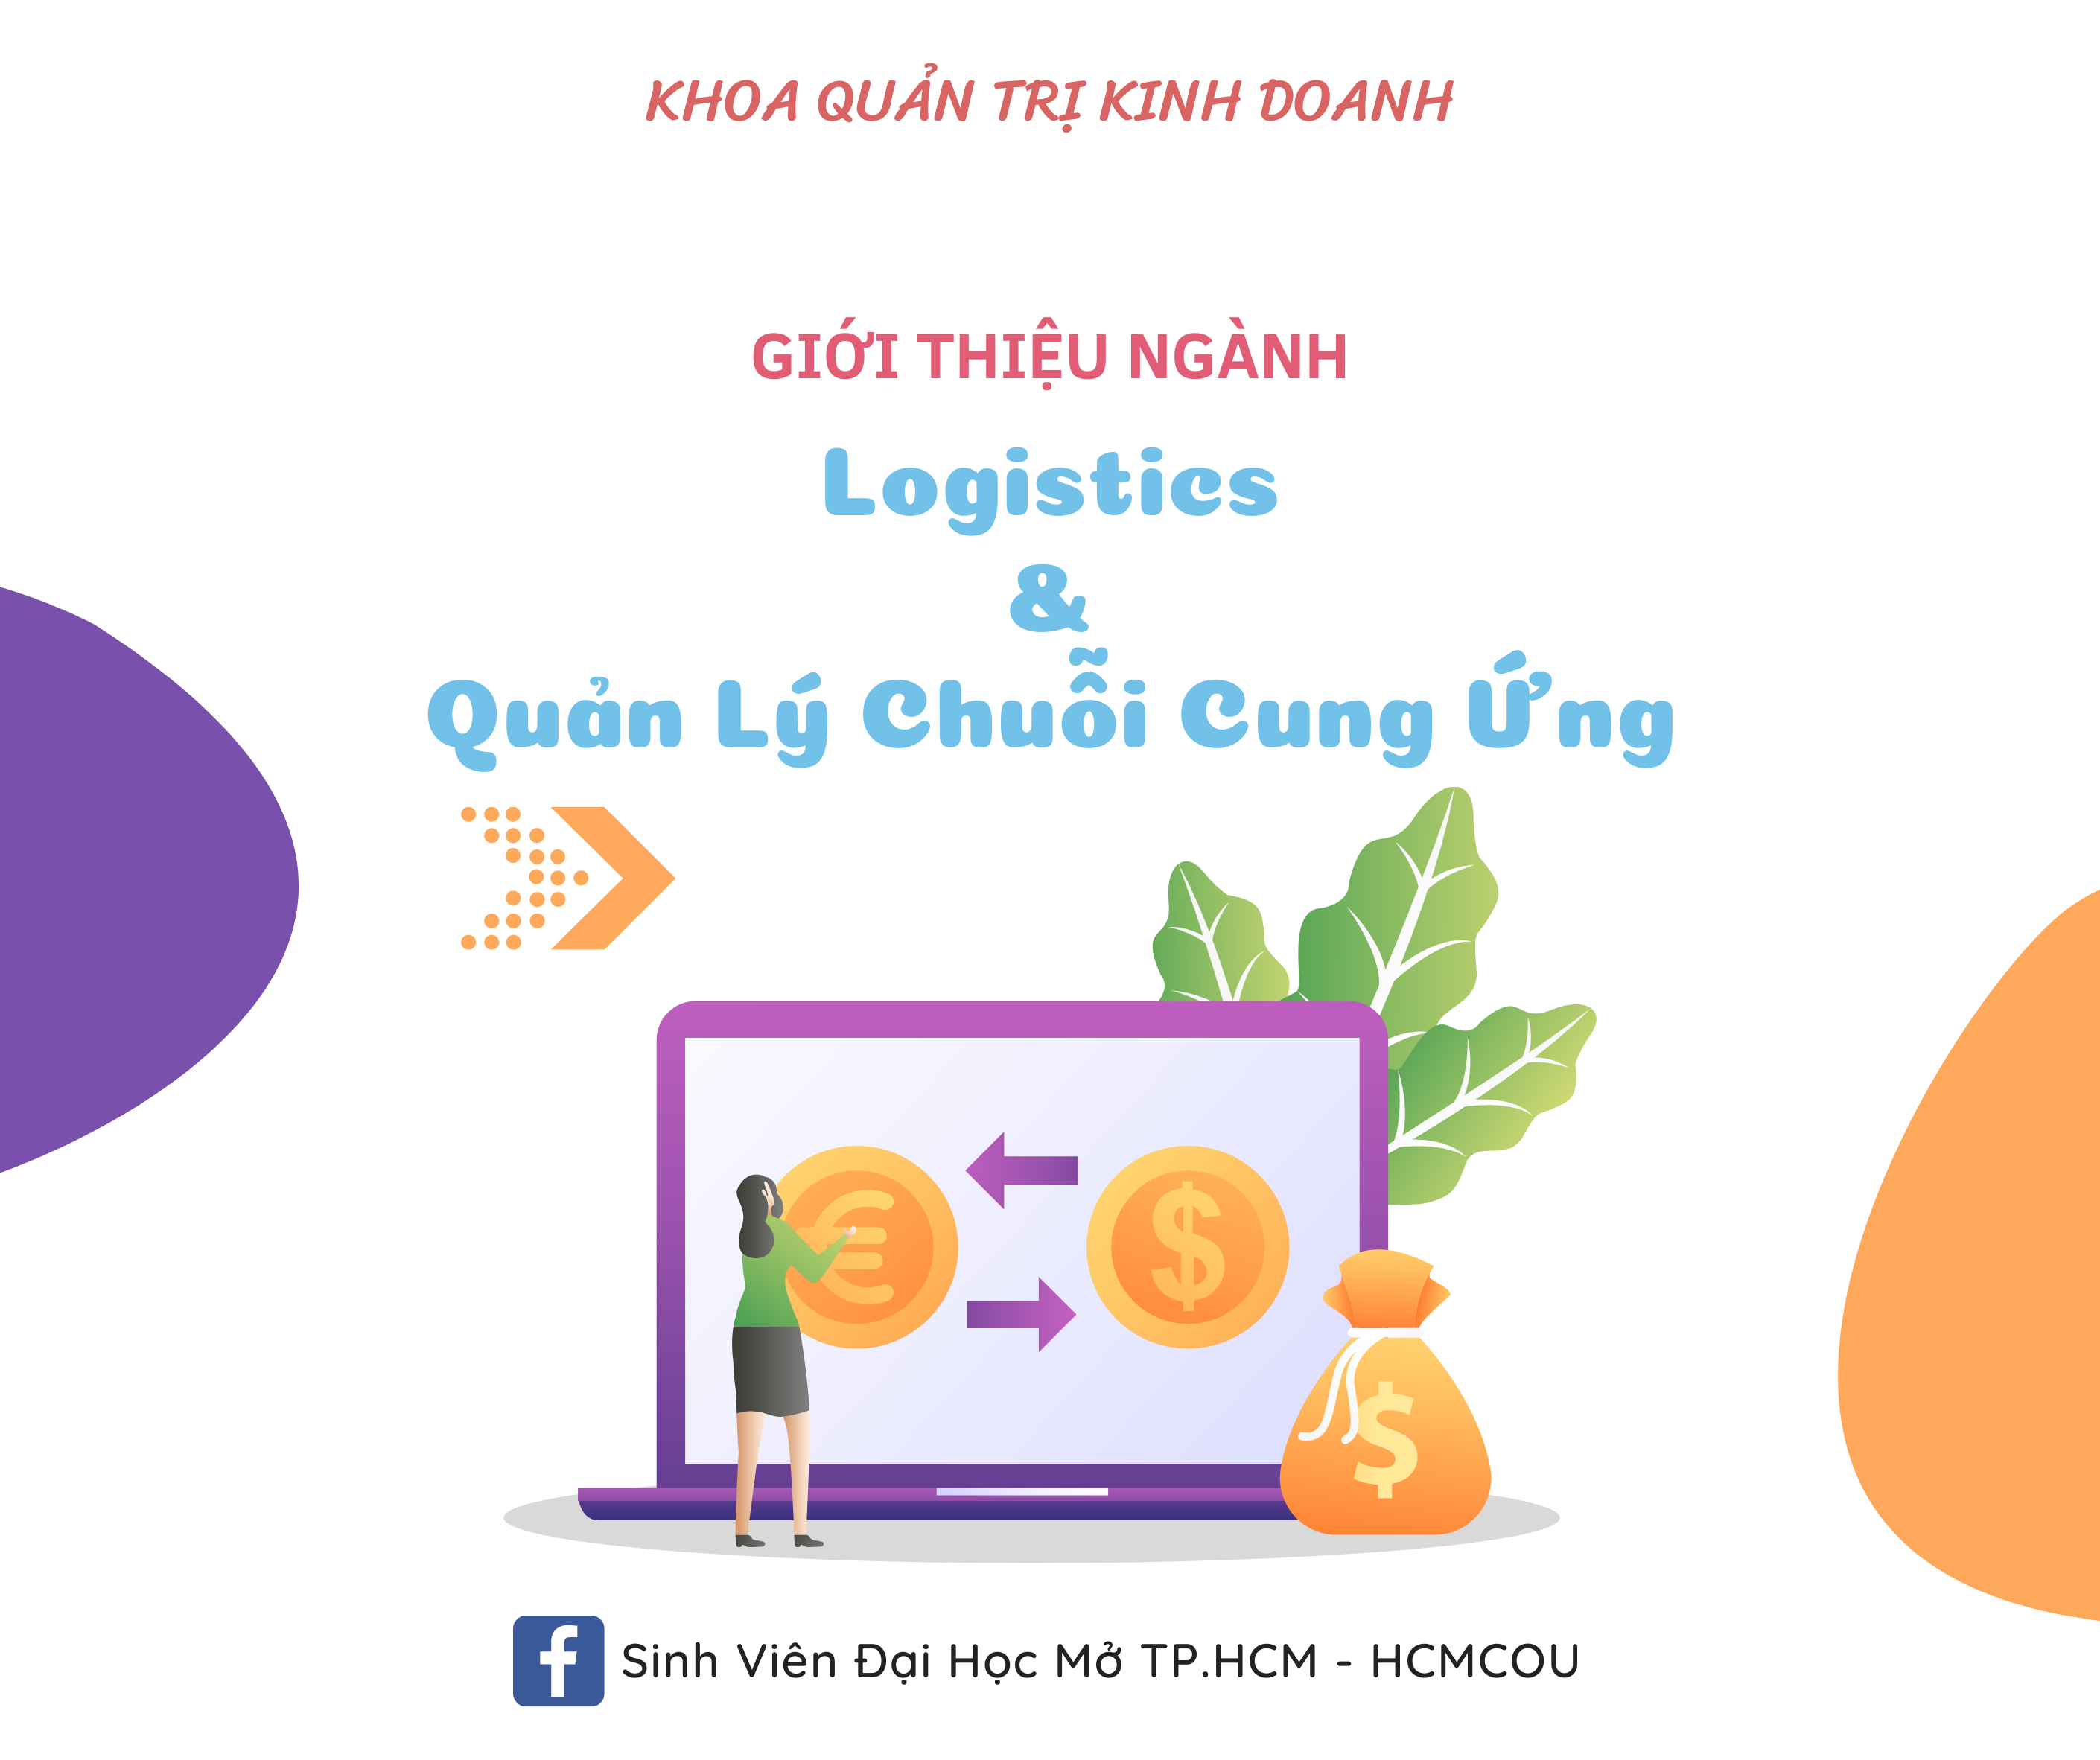 KHOA QUẢN TRỊ KINH DOANH
GIỚI THIỆU NGÀNH
Logistics
&
Quản Lý Chuỗi Cung Ứng
€
$
$
f Sinh Viên Đại Học Mở TP.HCM - HCMCOU